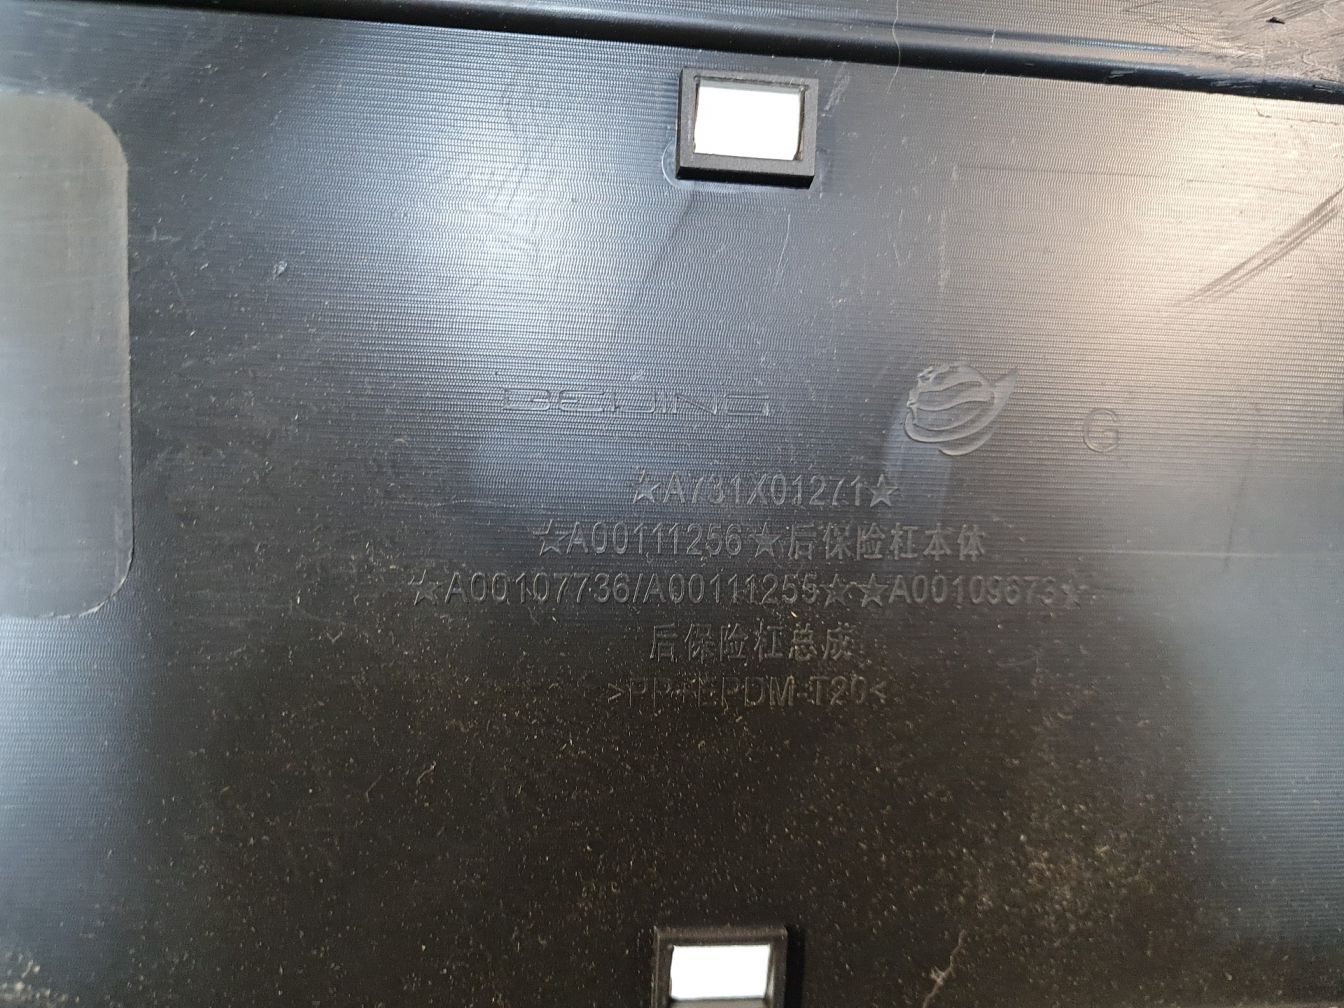 BEIJING
G
☆A731X01271☆
☆A00111256★后保险杠本体
☆A00107736/A00111255☆★A00109673☆
后保险杠总成
>PP+EPDM-T20<